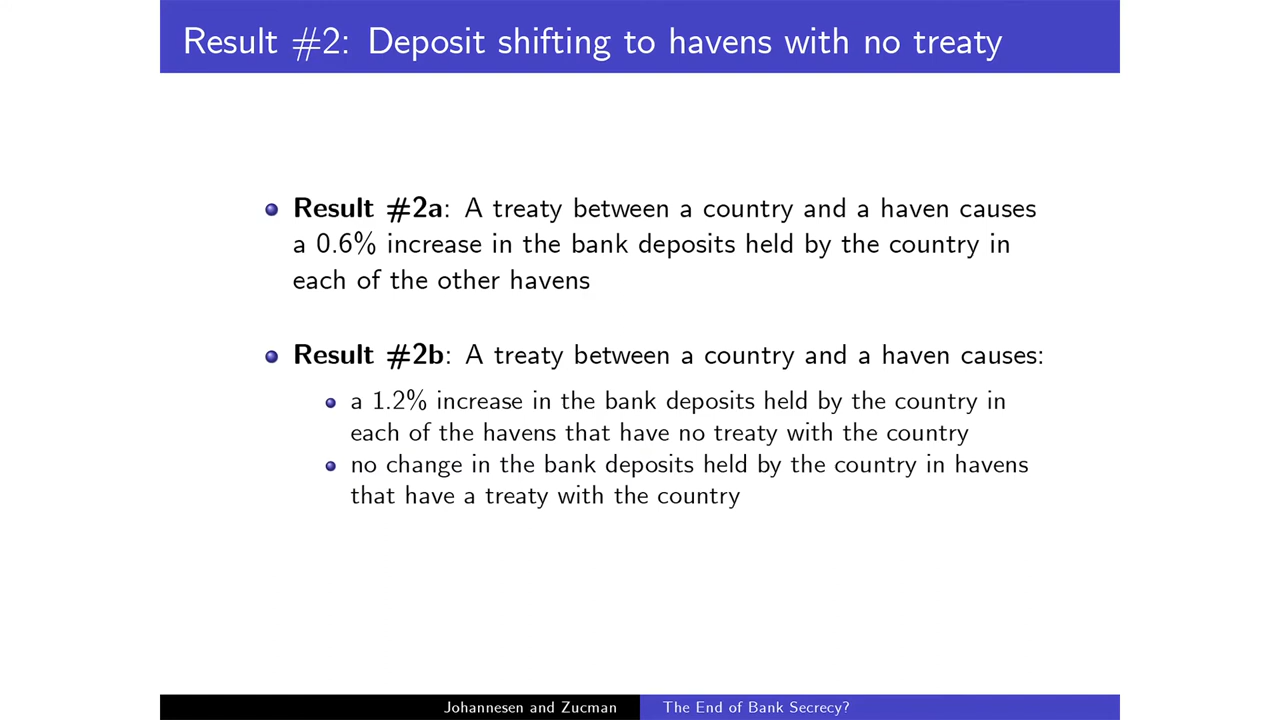 Result #2: Deposit shifting to havens with no treaty
Result #2a: A treaty between a country and a haven causes
a 0.6% increase in the bank deposits held by the country in
each of the other havens
Result #2b: A treaty between a country and a haven causes:
a 1.2% increase in the bank deposits held by the country in
each of the havens that have no treaty with the country
no change in the bank deposits held by the country in havens
that have a treaty with the country
Johannesen and Zucman
The End of Bank Secrecy?